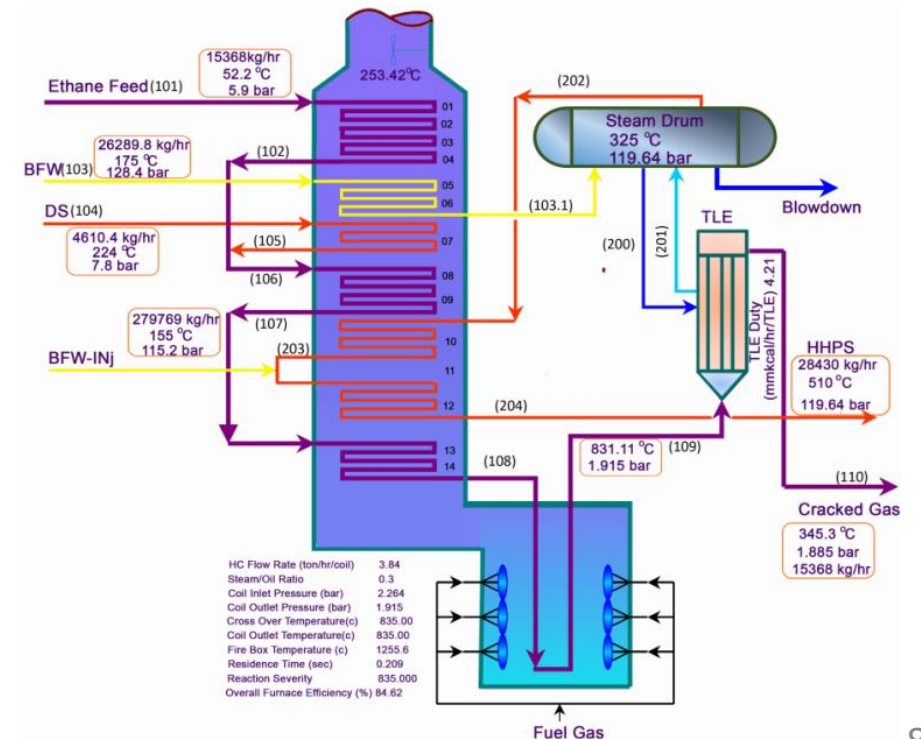 15368kg/hr
52.2 °C
5.9 bar
253.42°C
Ethane Feed(101)
01
02
03
04
(102)
26289.8 kg/hr
175 °C
128.4 bar
BFW(103)
05
06
(103.1)
DS(104)
4610.4 kg/hr
224 °C
7.8 bar
(105)
07
(106)
08
09
(107)
279769 kg/hr
155 °C
115.2 bar
10
(203)
BFW-INj
11
12
(204)
13
14
(108)
(202)
Steam Drum
325 °C
119.64 bar
Blowdown
(200)
(201)
TLE
TLE Duty
(mmkcal/hr/TLE) 4.21
HHPS
28430 kg/hr
510 °C
119.64 bar
831.11 °C
1.915 bar
(109)
(110)
Cracked Gas
345.3 °C
1.885 bar
15368 kg/hr
HC Flow Rate (ton/hr/coil) 3.84
Steam/Oil Ratio 0.3
Coil Inlet Pressure (bar) 2.264
Coil Outlet Pressure (bar) 1.915
Cross Over Temperature(c) 835.00
Coil Outlet Temperature(c) 835.00
Fire Box Temperature (c) 1255.6
Residence Time (sec) 0.209
Reaction Severity 835.000
Overall Furnace Efficiency (%) 84.62
Fuel Gas